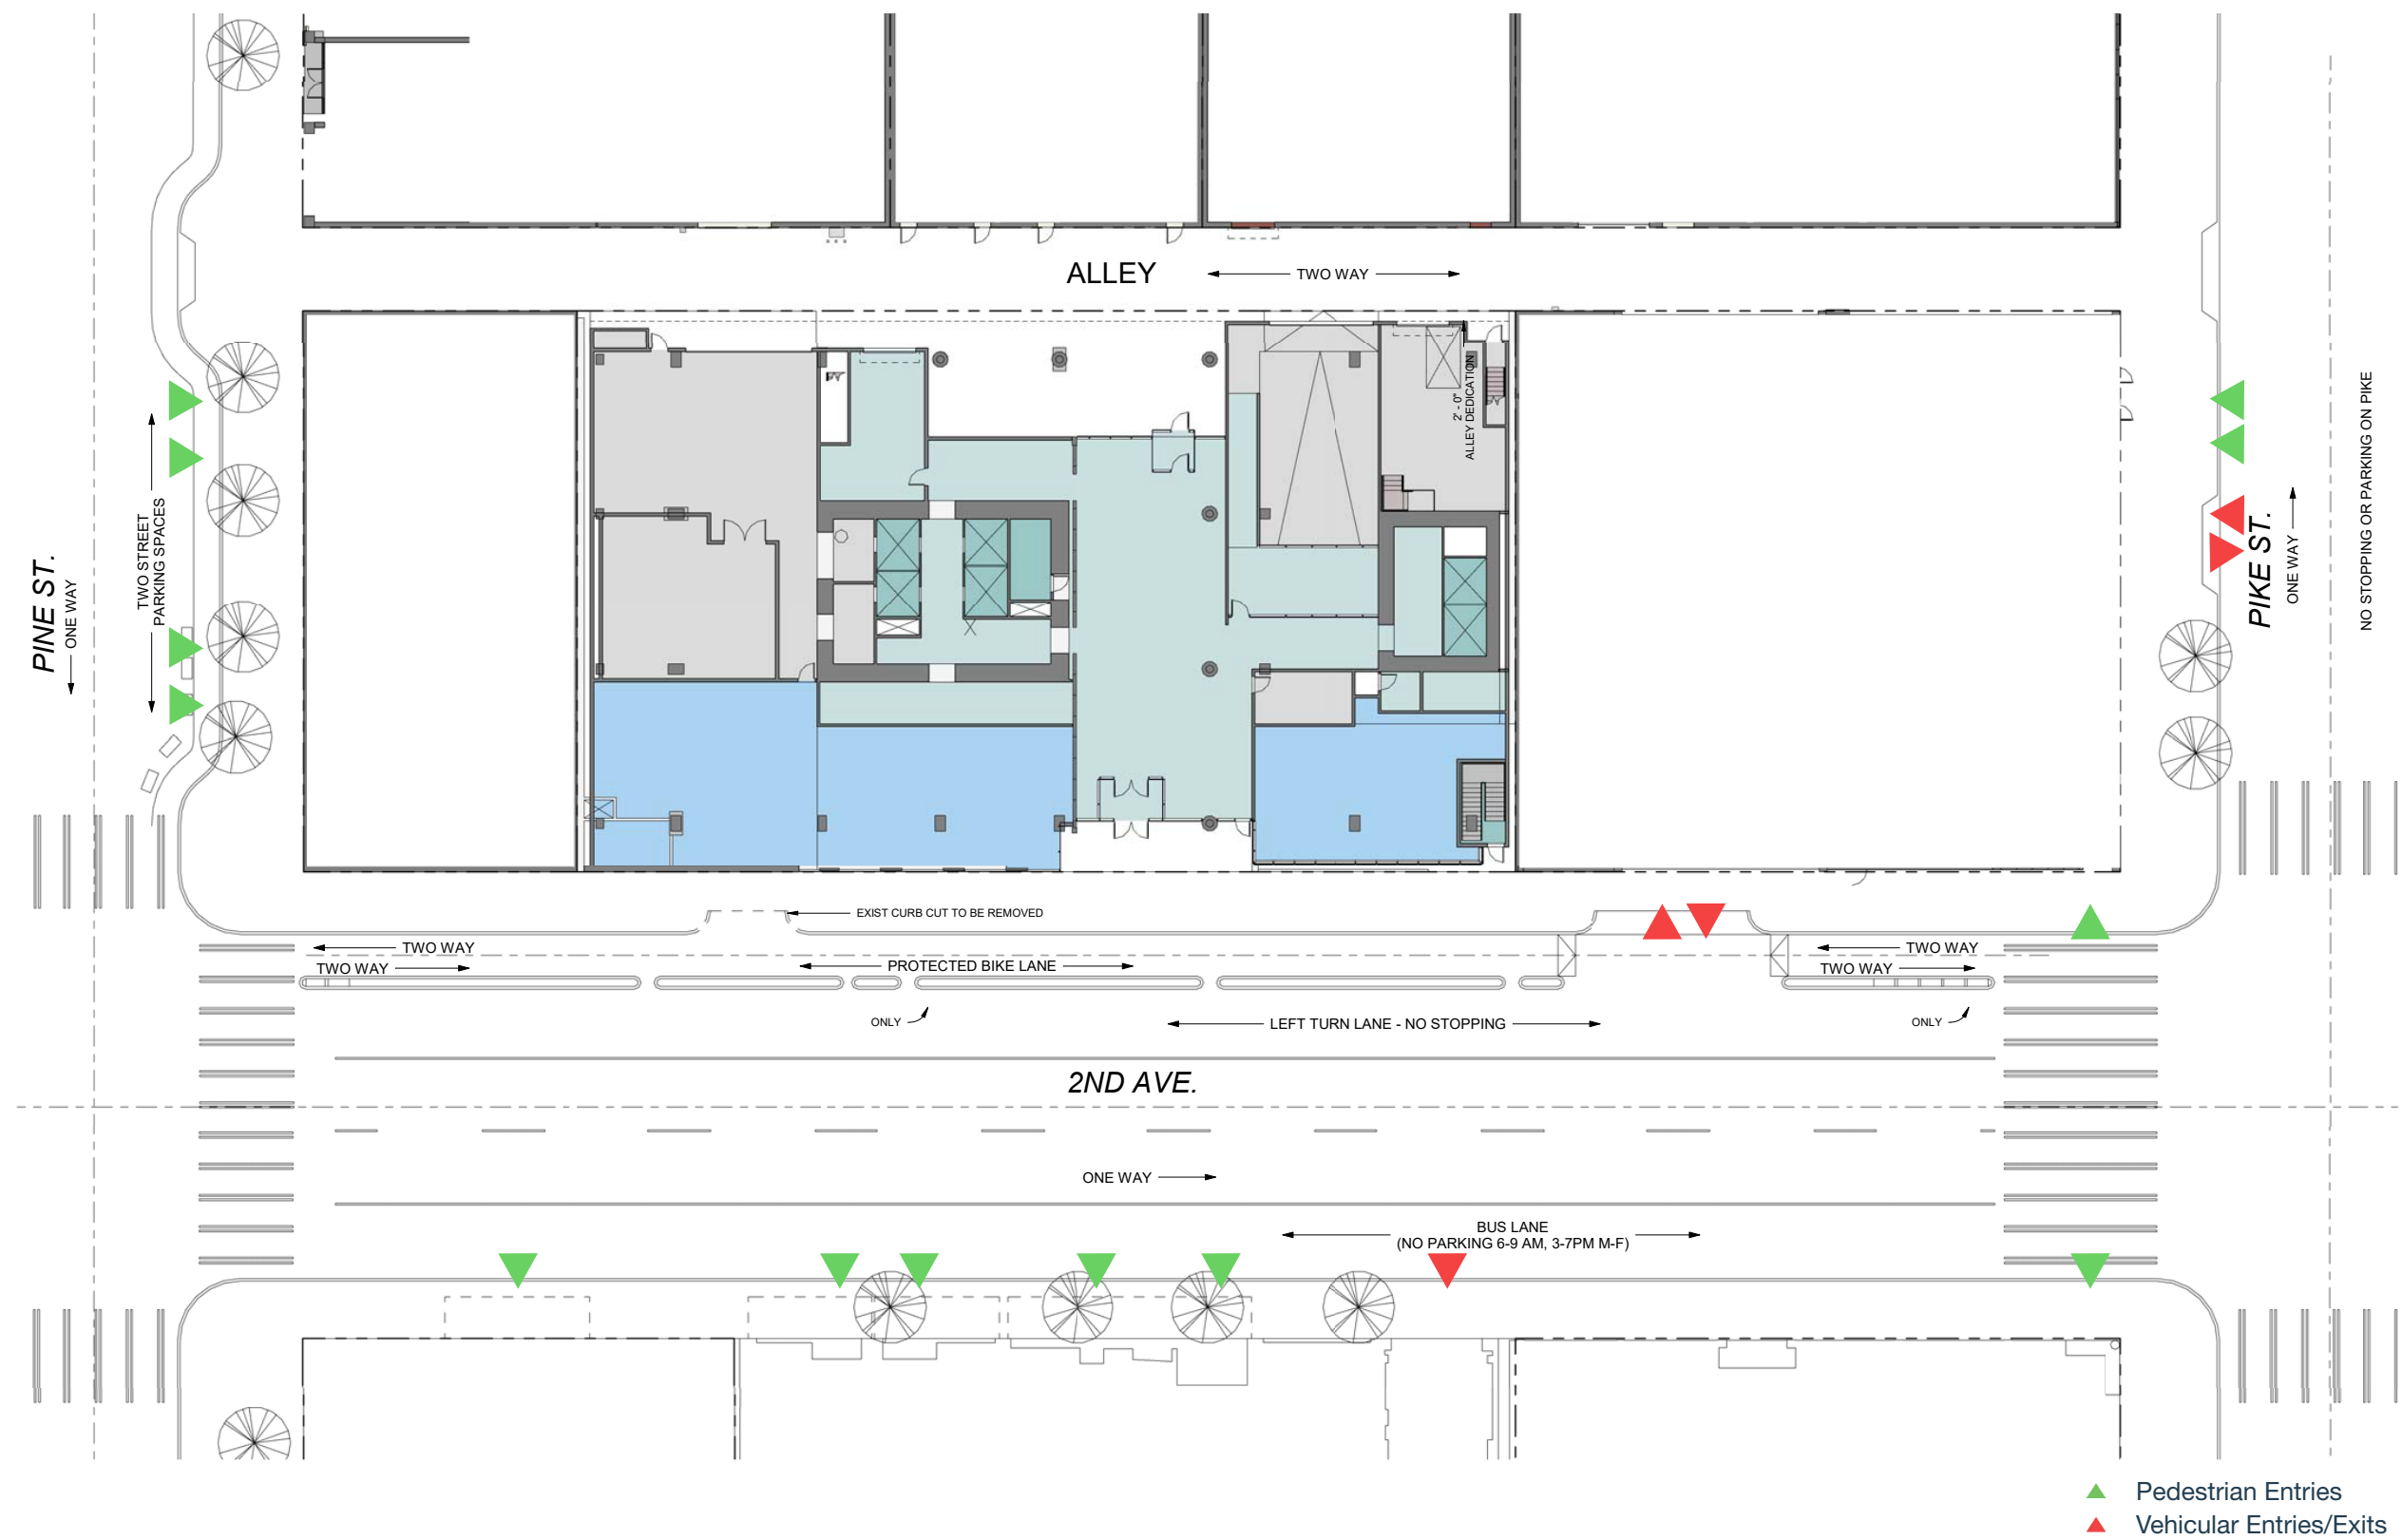 ALLEY
TWO WAY
2' - 0"
ALLEY DEDICATION
PINE ST.
ONE WAY
TWO STREET
PARKING SPACES
PIKE ST.
ONE WAY
NO STOPPING OR PARKING ON PIKE
EXIST CURB CUT TO BE REMOVED
TWO WAY
TWO WAY
PROTECTED BIKE LANE
TWO WAY
TWO WAY
ONLY
LEFT TURN LANE - NO STOPPING
ONLY
2ND AVE.
ONE WAY
BUS LANE
(NO PARKING 6-9 AM, 3-7PM M-F)
Pedestrian Entries
Vehicular Entries/Exits